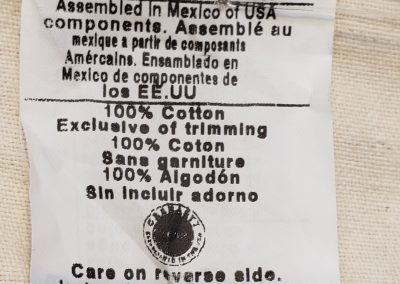 Assembled in Mexico of USA
components. Assemblé au
mexique a partir de composants
Américains. Ensamblado en
Mexico de componentes de
los EE.UU
100% Cotton
Exclusive of trimming
100% Coton
Sans garniture
100% Algodón
Sin incluir adorno
CARHARTT
Care on reverse side.